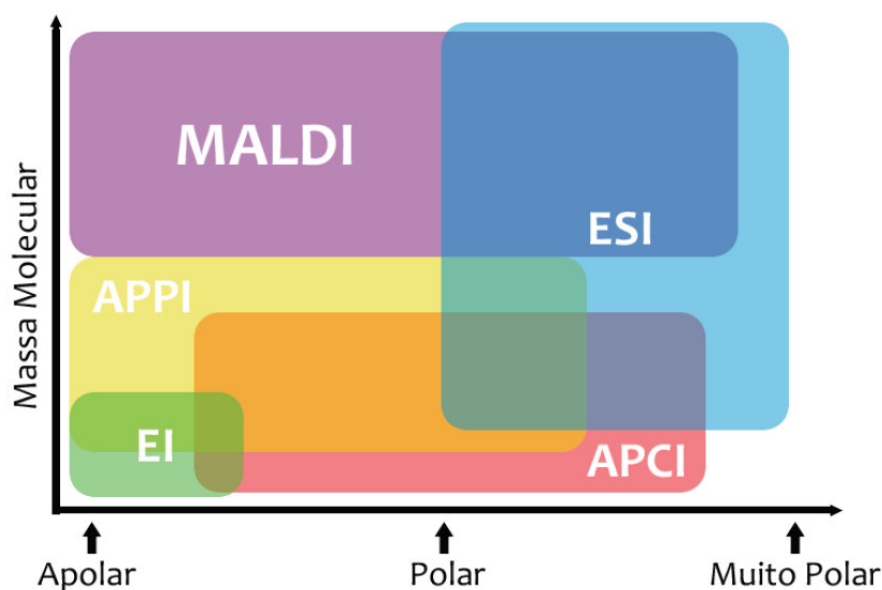 Massa Molecular
MALDI
ESI
APPI
EI
APCI
Apolar
Polar
Muito Polar